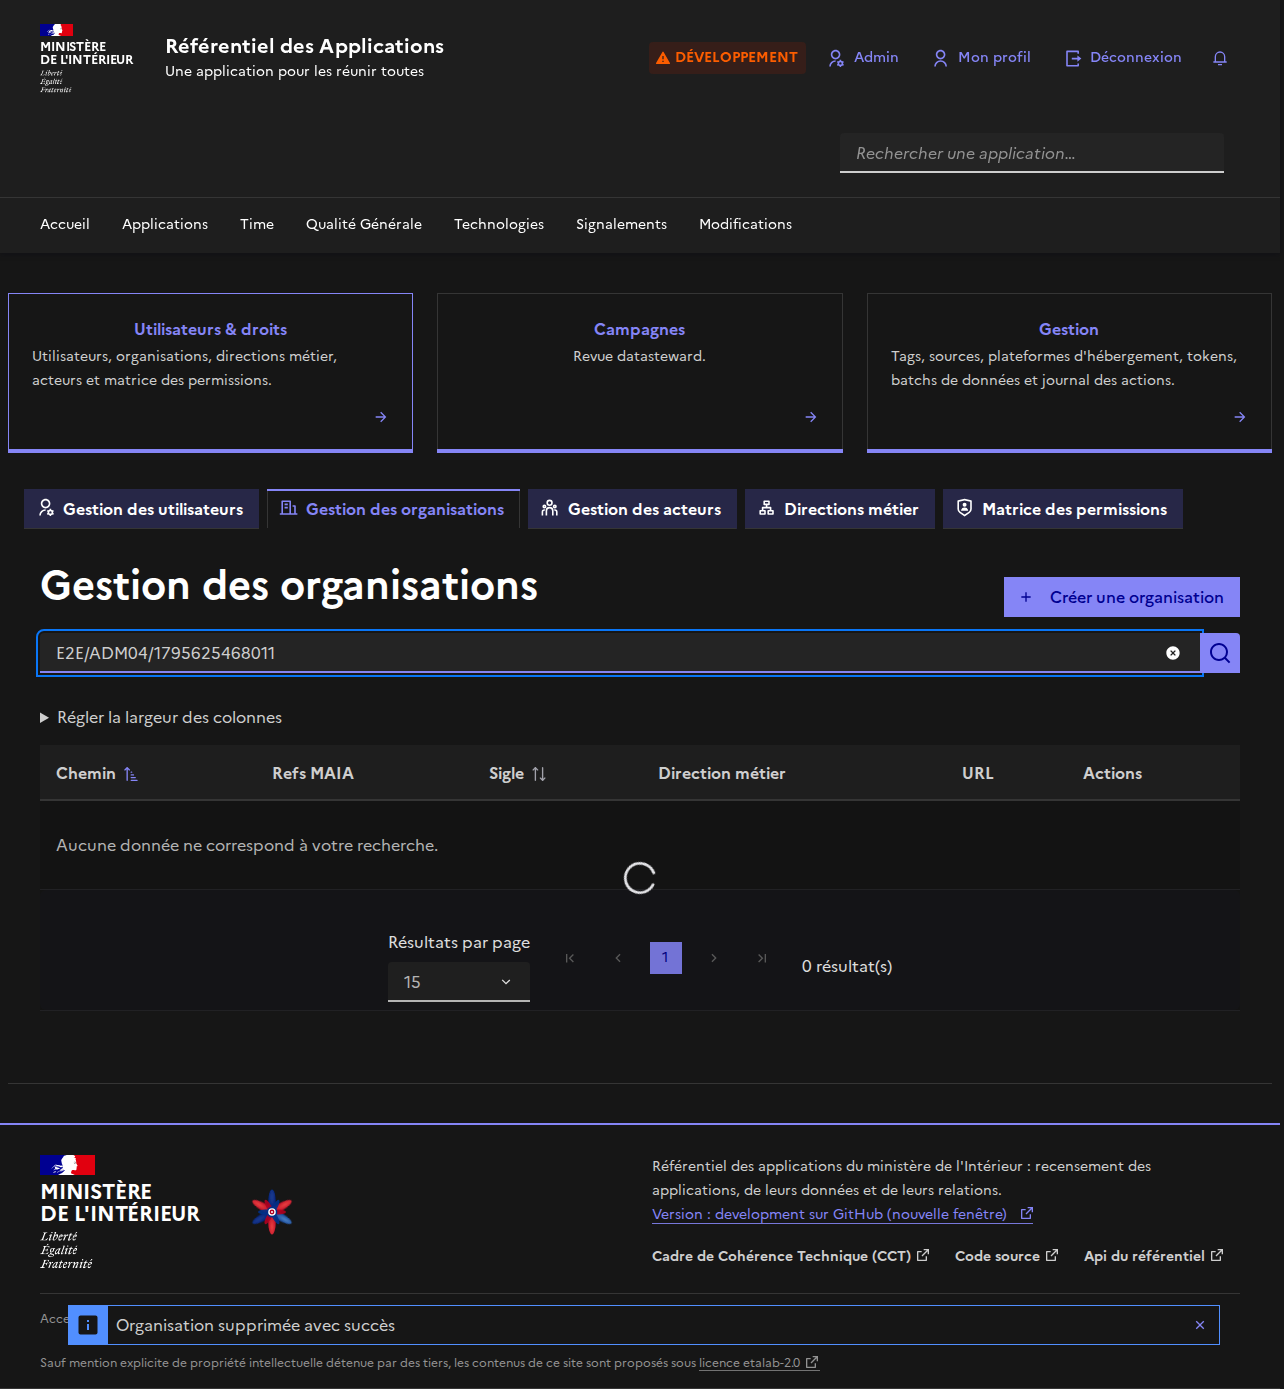 MINISTÈRE
DE L'INTÉRIEUR
Liberté
Égalité
Fraternité
Référentiel des Applications
Une application pour les réunir toutes
DÉVELOPPEMENT
Admin
Mon profil
Déconnexion
Rechercher une application…
Accueil
Applications
Time
Qualité Générale
Technologies
Signalements
Modifications
Utilisateurs & droits
Utilisateurs, organisations, directions métier,
acteurs et matrice des permissions.
Campagnes
Revue datasteward.
Gestion
Tags, sources, plateformes d'hébergement, tokens,
batchs de données et journal des actions.
Gestion des utilisateurs
Gestion des organisations
Gestion des acteurs
Directions métier
Matrice des permissions
Gestion des organisations
+ Créer une organisation
E2E/ADM04/1795625468011
Régler la largeur des colonnes
Chemin
Refs MAIA
Sigle
Direction métier
URL
Actions
Aucune donnée ne correspond à votre recherche.
Résultats par page
15
1
0 résultat(s)
MINISTÈRE
DE L'INTÉRIEUR
Liberté
Égalité
Fraternité
Référentiel des applications du ministère de l'Intérieur : recensement des
applications, de leurs données et de leurs relations.
Version : development sur GitHub (nouvelle fenêtre)
Cadre de Cohérence Technique (CCT)
Code source
Api du référentiel
Acce
Organisation supprimée avec succès
Sauf mention explicite de propriété intellectuelle détenue par des tiers, les contenus de ce site sont proposés sous licence etalab-2.0